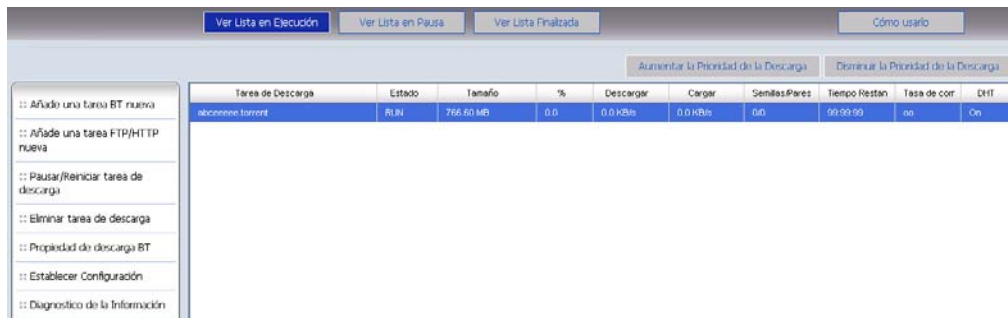 Ver Lista en Ejecución Ver Lista en Pausa Ver Lista Finalizada Cómo usarlo
Aumentar la Prioridad de la Descarga Disminuir la Prioridad de la Descarga
:: Añade una tarea BT nueva
:: Añade una tarea FTP/HTTP
nueva
:: Pausar/Reiniciar tarea de
descarga
:: Eliminar tarea de descarga
:: Propiedad de descarga BT
:: Establecer Configuración
:: Diagnostico de la Información
Tarea de Descarga Estado Tamaño % Descargar Cargar Semillas/Pares Tiempo Restan Tasa de com DHT
RUN 766.60 MB 0.0 0.0 KB/s 0.0 KB/s 0/0 99:99:99 On